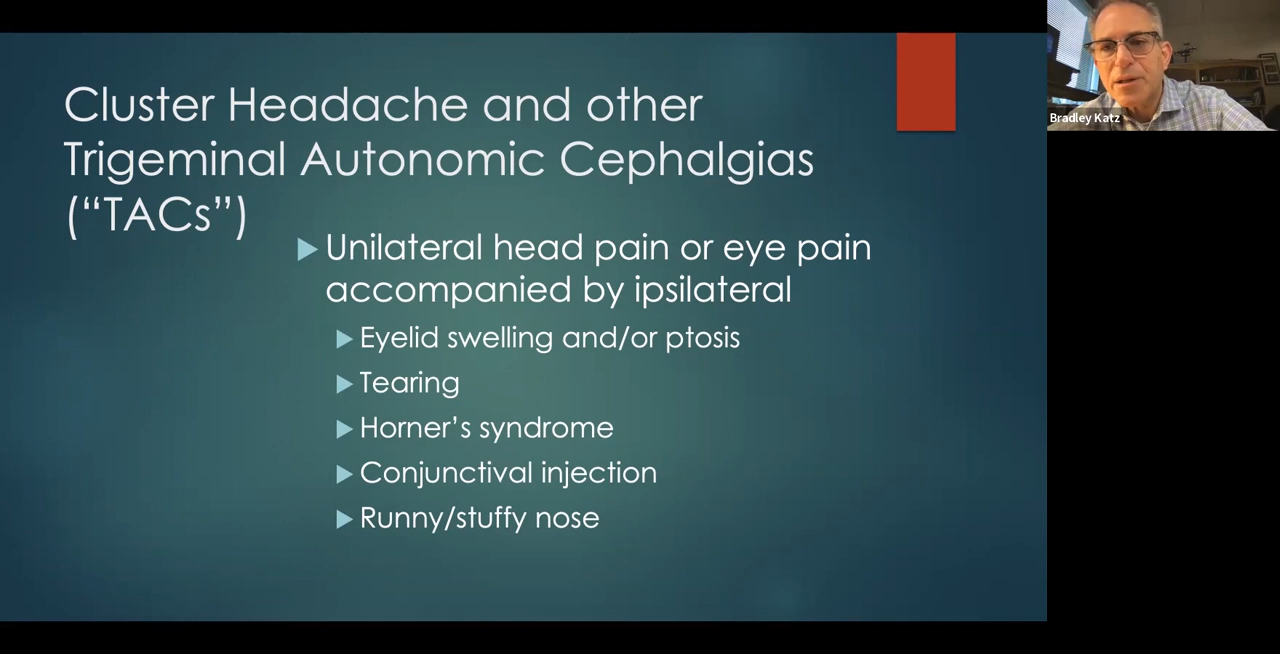 Cluster Headache and other
Trigeminal Autonomic Cephalgias
(“TACs”)
Unilateral head pain or eye pain
accompanied by ipsilateral
Eyelid swelling and/or ptosis
Tearing
Horner’s syndrome
Conjunctival injection
Runny/stuffy nose
Bradley Katz